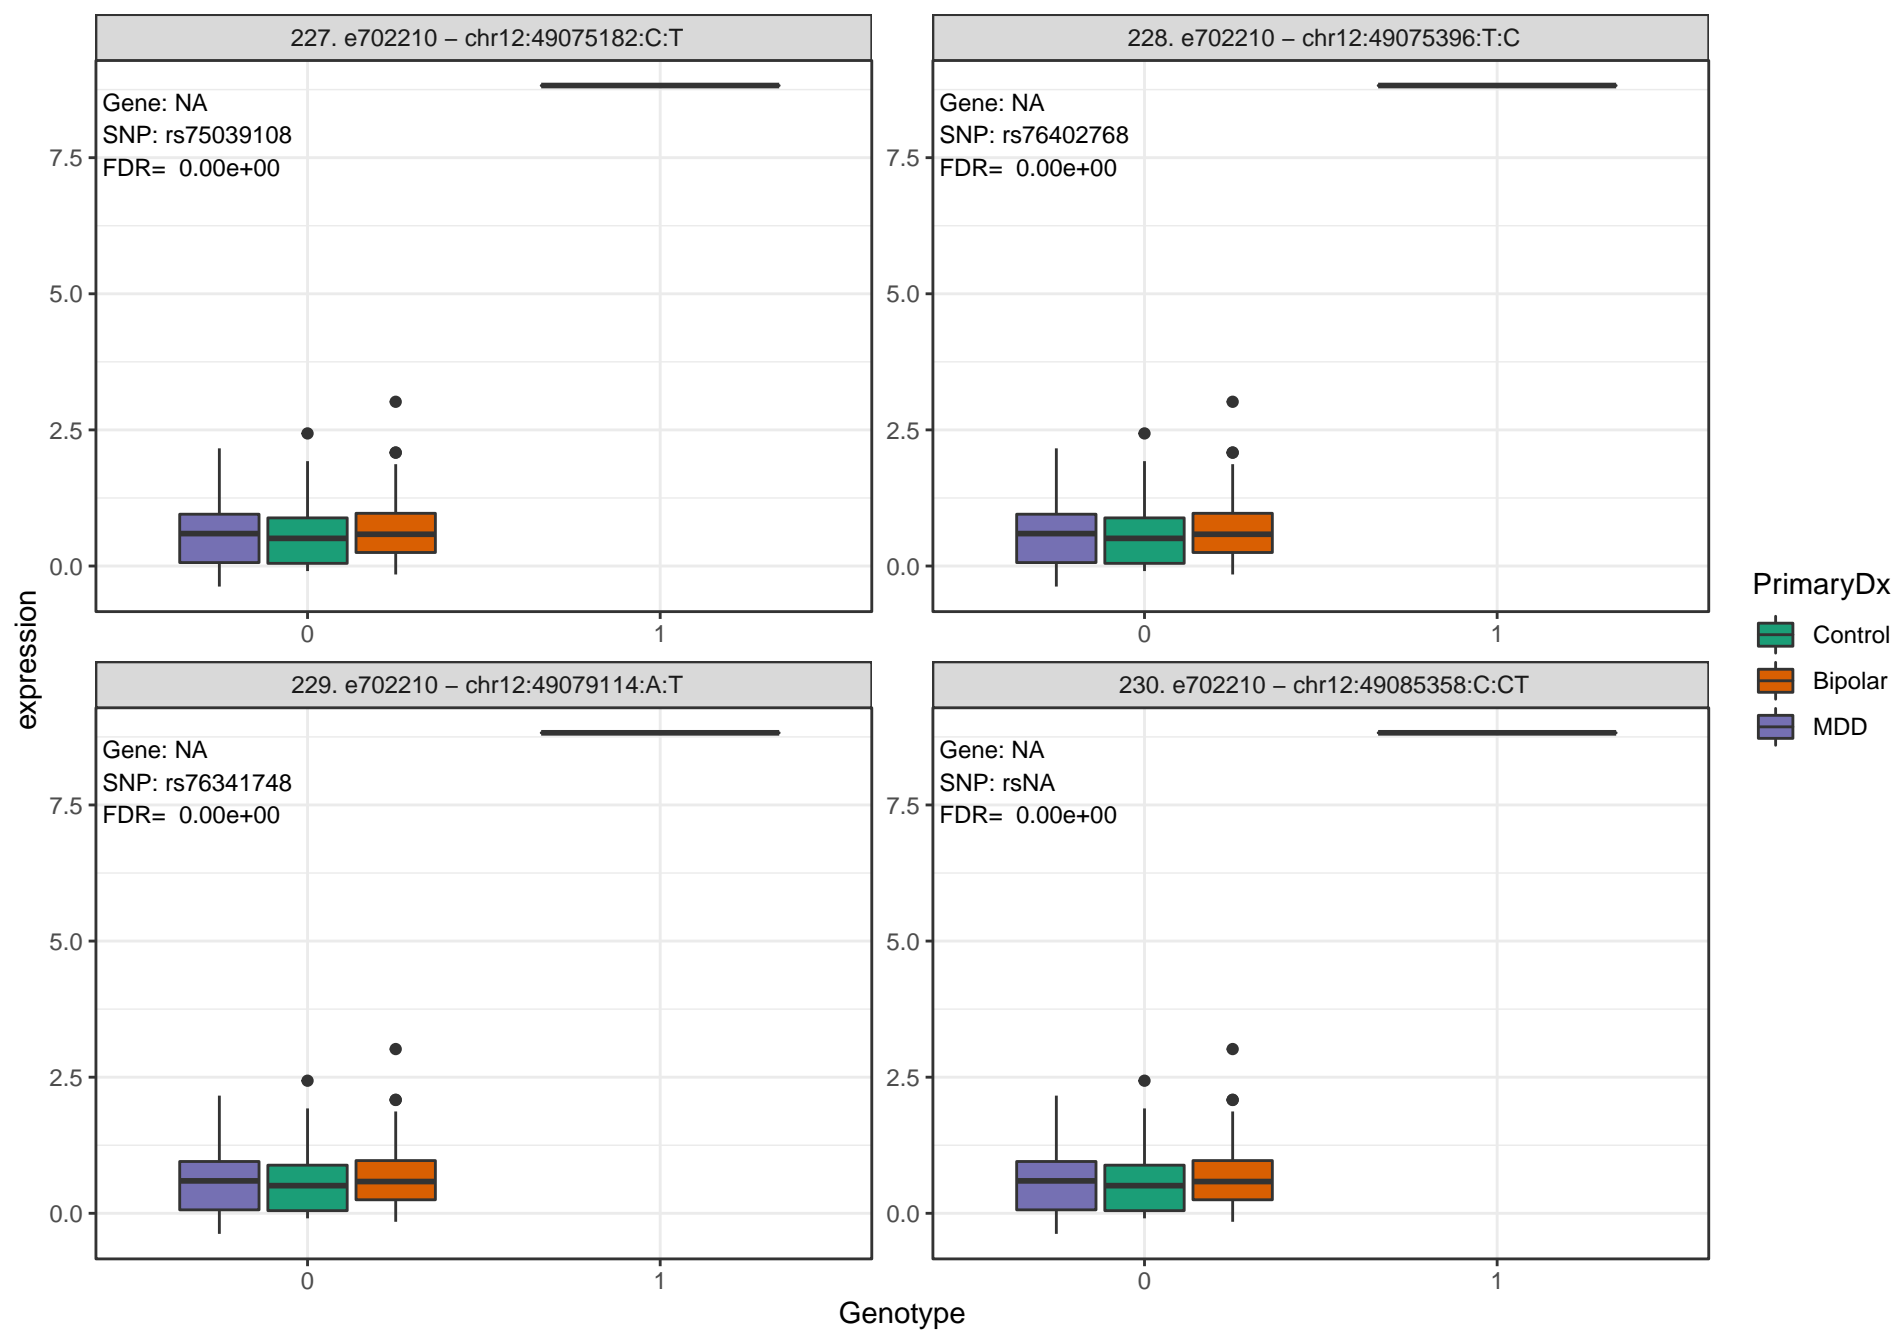 227. e702210 – chr12:49075182:C:T
228. e702210 – chr12:49075396:T:C
Gene: NA
SNP: rs75039108
FDR=  0.00e+00
Gene: NA
SNP: rs76402768
FDR=  0.00e+00
7.5
5.0
2.5
0.0
7.5
5.0
2.5
0.0
0
1
0
1
229. e702210 – chr12:49079114:A:T
230. e702210 – chr12:49085358:C:CT
Gene: NA
SNP: rs76341748
FDR=  0.00e+00
Gene: NA
SNP: rsNA
FDR=  0.00e+00
7.5
5.0
2.5
0.0
7.5
5.0
2.5
0.0
0
1
0
1
expression
Genotype
PrimaryDx
Control
Bipolar
MDD